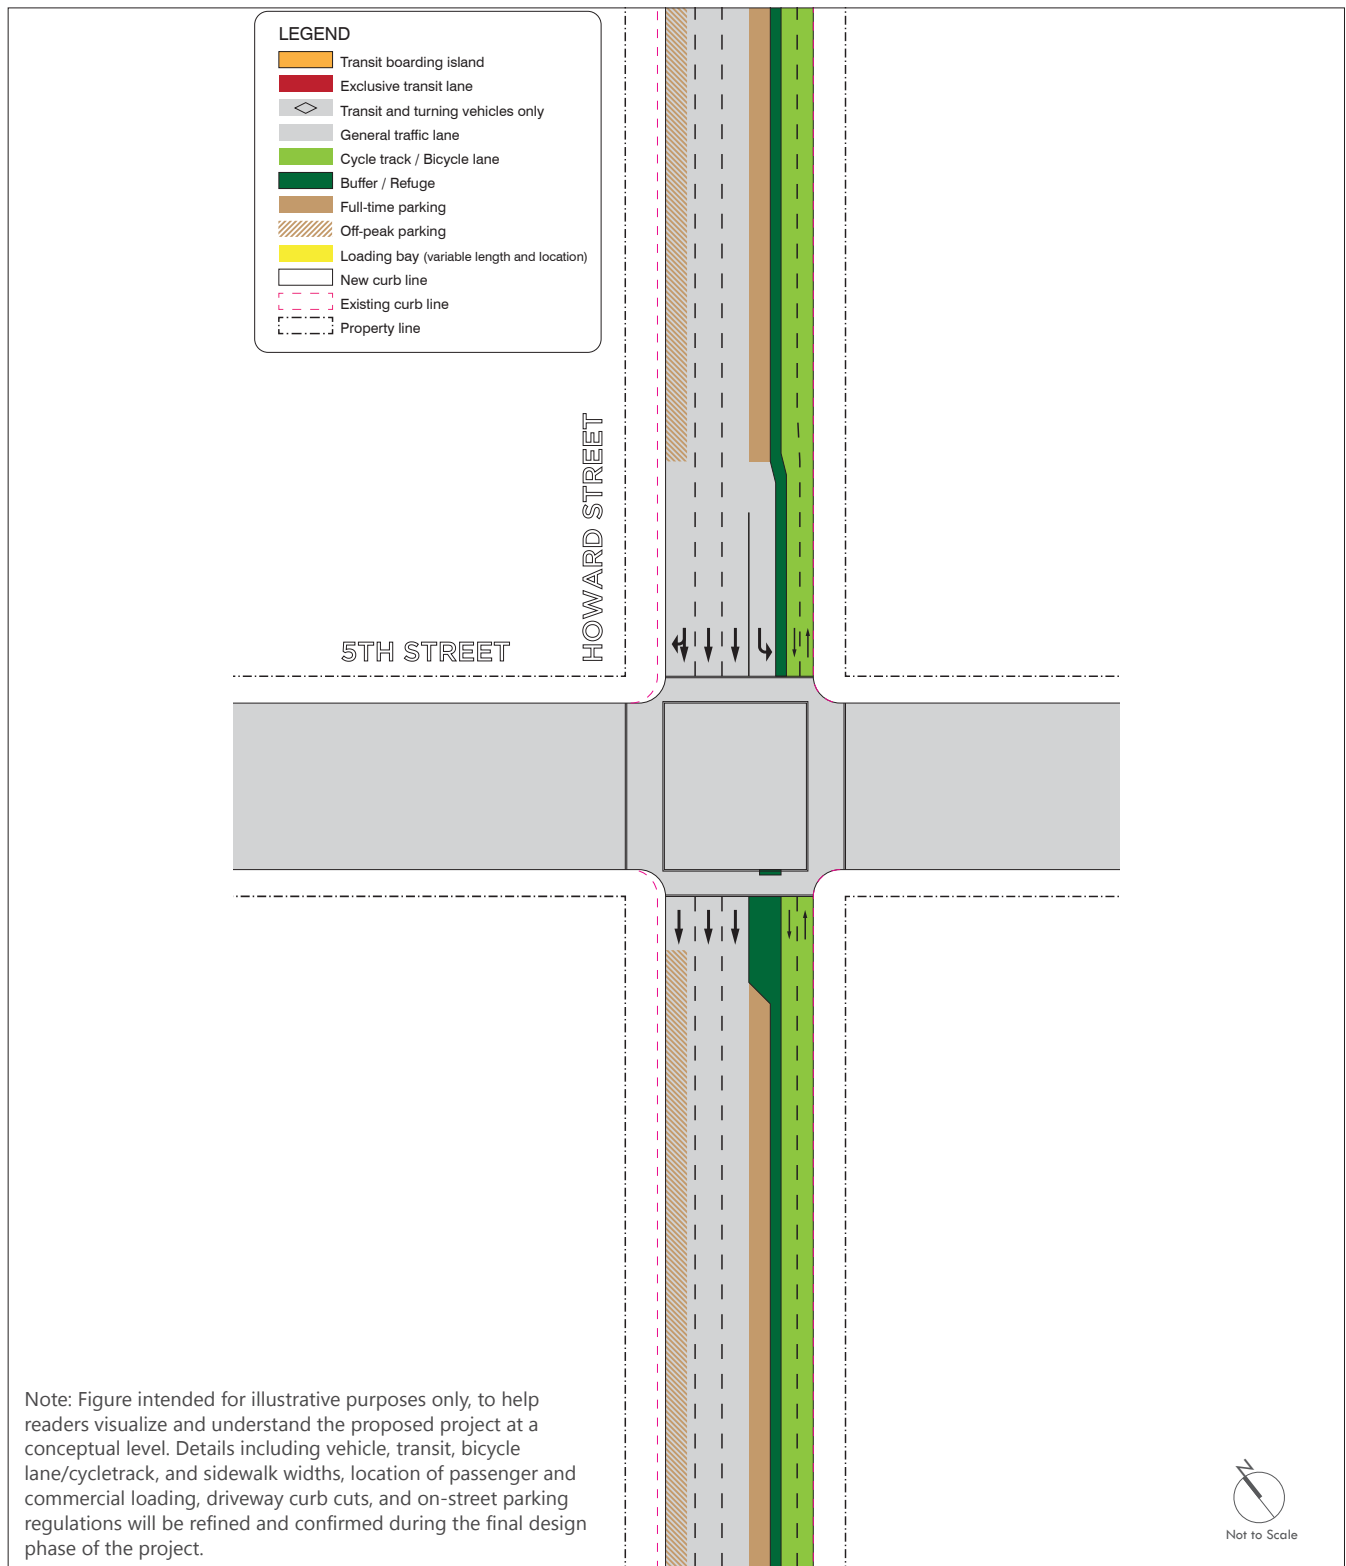 LEGEND
Transit boarding island
Exclusive transit lane
Transit and turning vehicles only
General traffic lane
Cycle track / Bicycle lane
Buffer / Refuge
Full-time parking
Off-peak parking
Loading bay (variable length and location)
New curb line
Existing curb line
Property line
HOWARD STREET
5TH STREET
Note: Figure intended for illustrative purposes only, to help
readers visualize and understand the proposed project at a
conceptual level. Details including vehicle, transit, bicycle
lane/cycletrack, and sidewalk widths, location of passenger and
commercial loading, driveway curb cuts, and on-street parking
regulations will be refined and confirmed during the final design
phase of the project.
N
Not to Scale